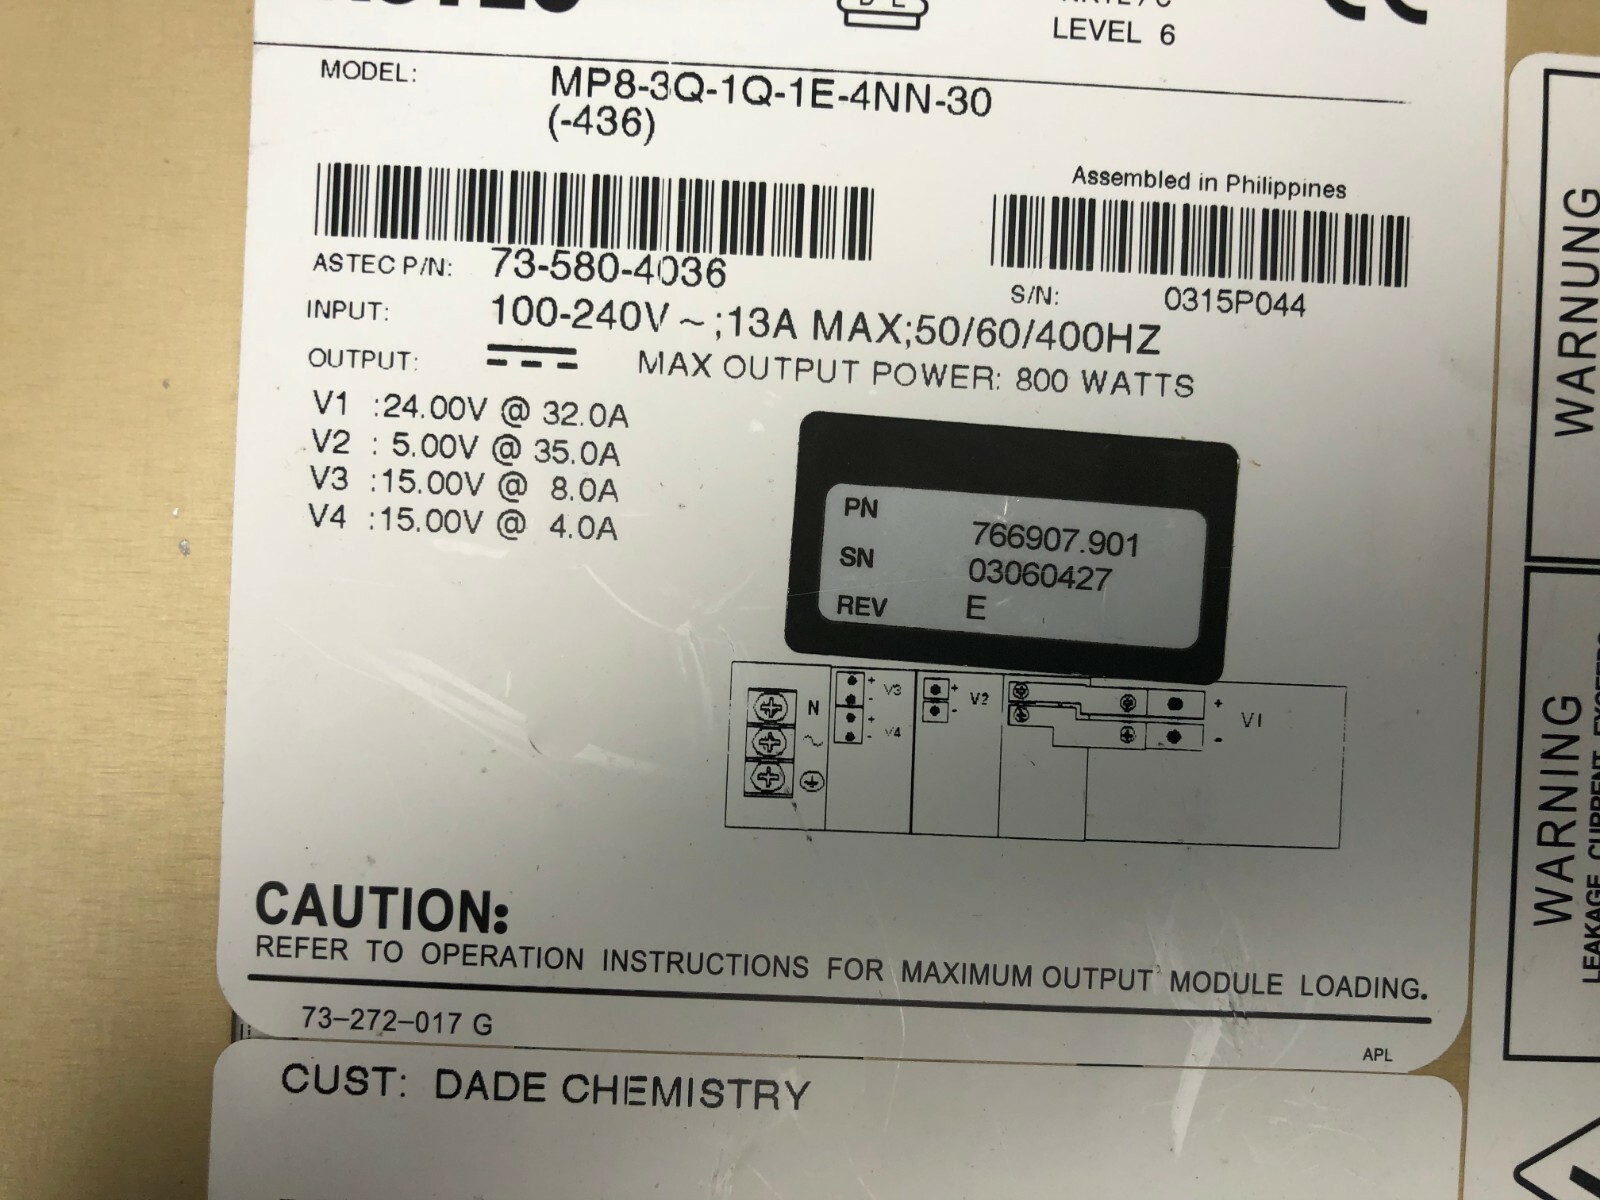 LEVEL 6
MODEL: MP8-3Q-1Q-1E-4NN-30
(-436)
Assembled in Philippines
ASTEC P/N: 73-580-4036
S/N: 0315P044
INPUT: 100-240V ~;13A MAX;50/60/400HZ
OUTPUT: MAX OUTPUT POWER: 800 WATTS
V1 :24.00V @ 32.0A
V2 : 5.00V @ 35.0A
V3 :15.00V @ 8.0A
V4 :15.00V @ 4.0A
PN 766907.901
SN 03060427
REV E
N
+ V3 -
+ V4 -
+ V2 -
+ V1 -
CAUTION:
REFER TO OPERATION INSTRUCTIONS FOR MAXIMUM OUTPUT MODULE LOADING.
73-272-017 G
APL
CUST: DADE CHEMISTRY
WARNUNG
WARNING
LEAKAGE CURRENT